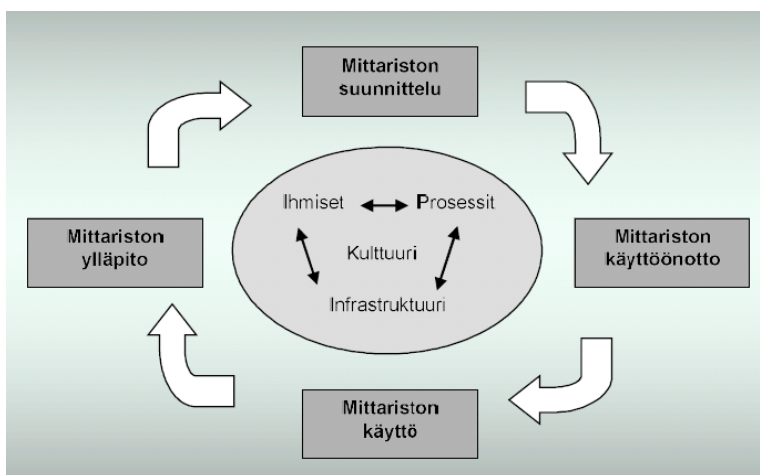 Mittariston
suunnittelu
Ihmiset
Prosessit
Mittariston
ylläpito
Kulttuuri
Mittariston
käyttöönotto
Infrastruktuuri
Mittariston
käyttö